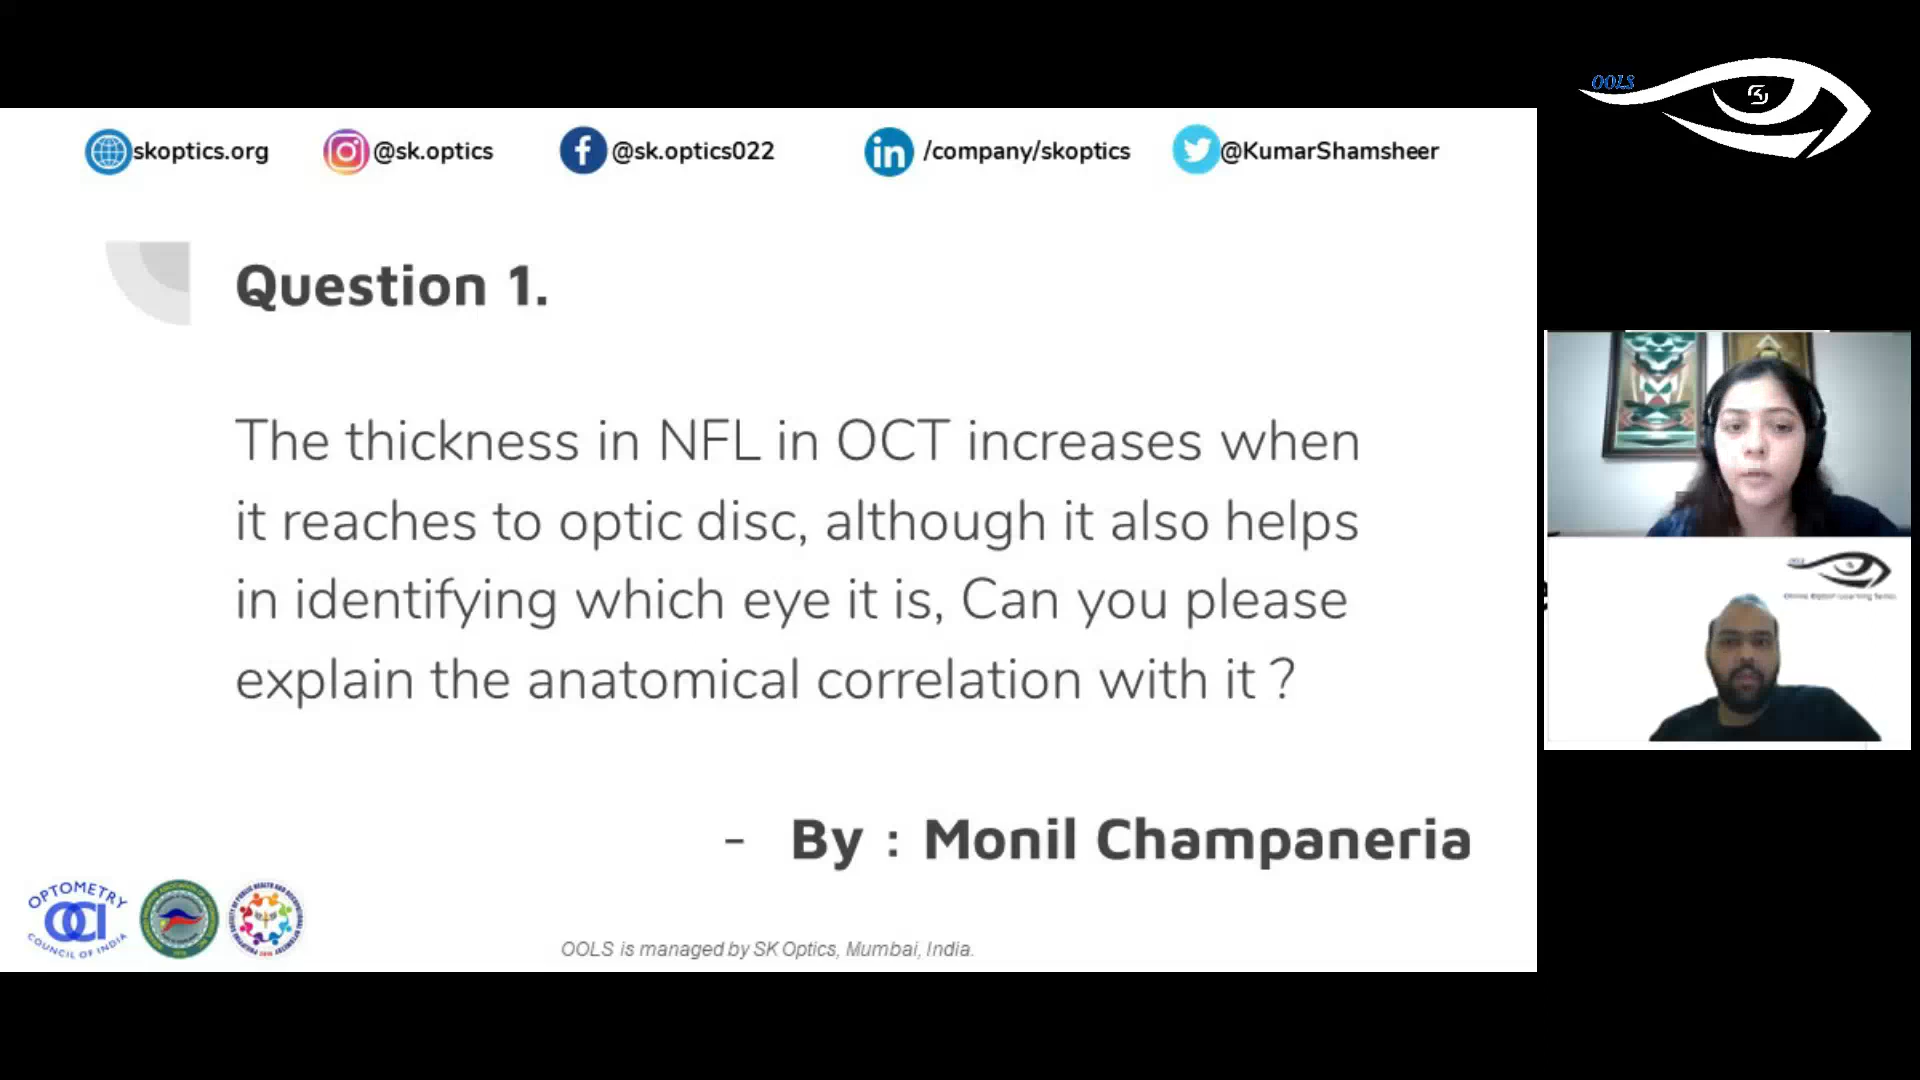 OOLS
skoptics.org
@sk.optics
@sk.optics022
/company/skoptics
@KumarShamsheer
Question 1.
The thickness in NFL in OCT increases when
it reaches to optic disc, although it also helps
in identifying which eye it is, Can you please
explain the anatomical correlation with it ?
- By : Monil Champaneria
OPTOMETRY
OCI
COUNCIL OF INDIA
OOLS is managed by SK Optics, Mumbai, India.